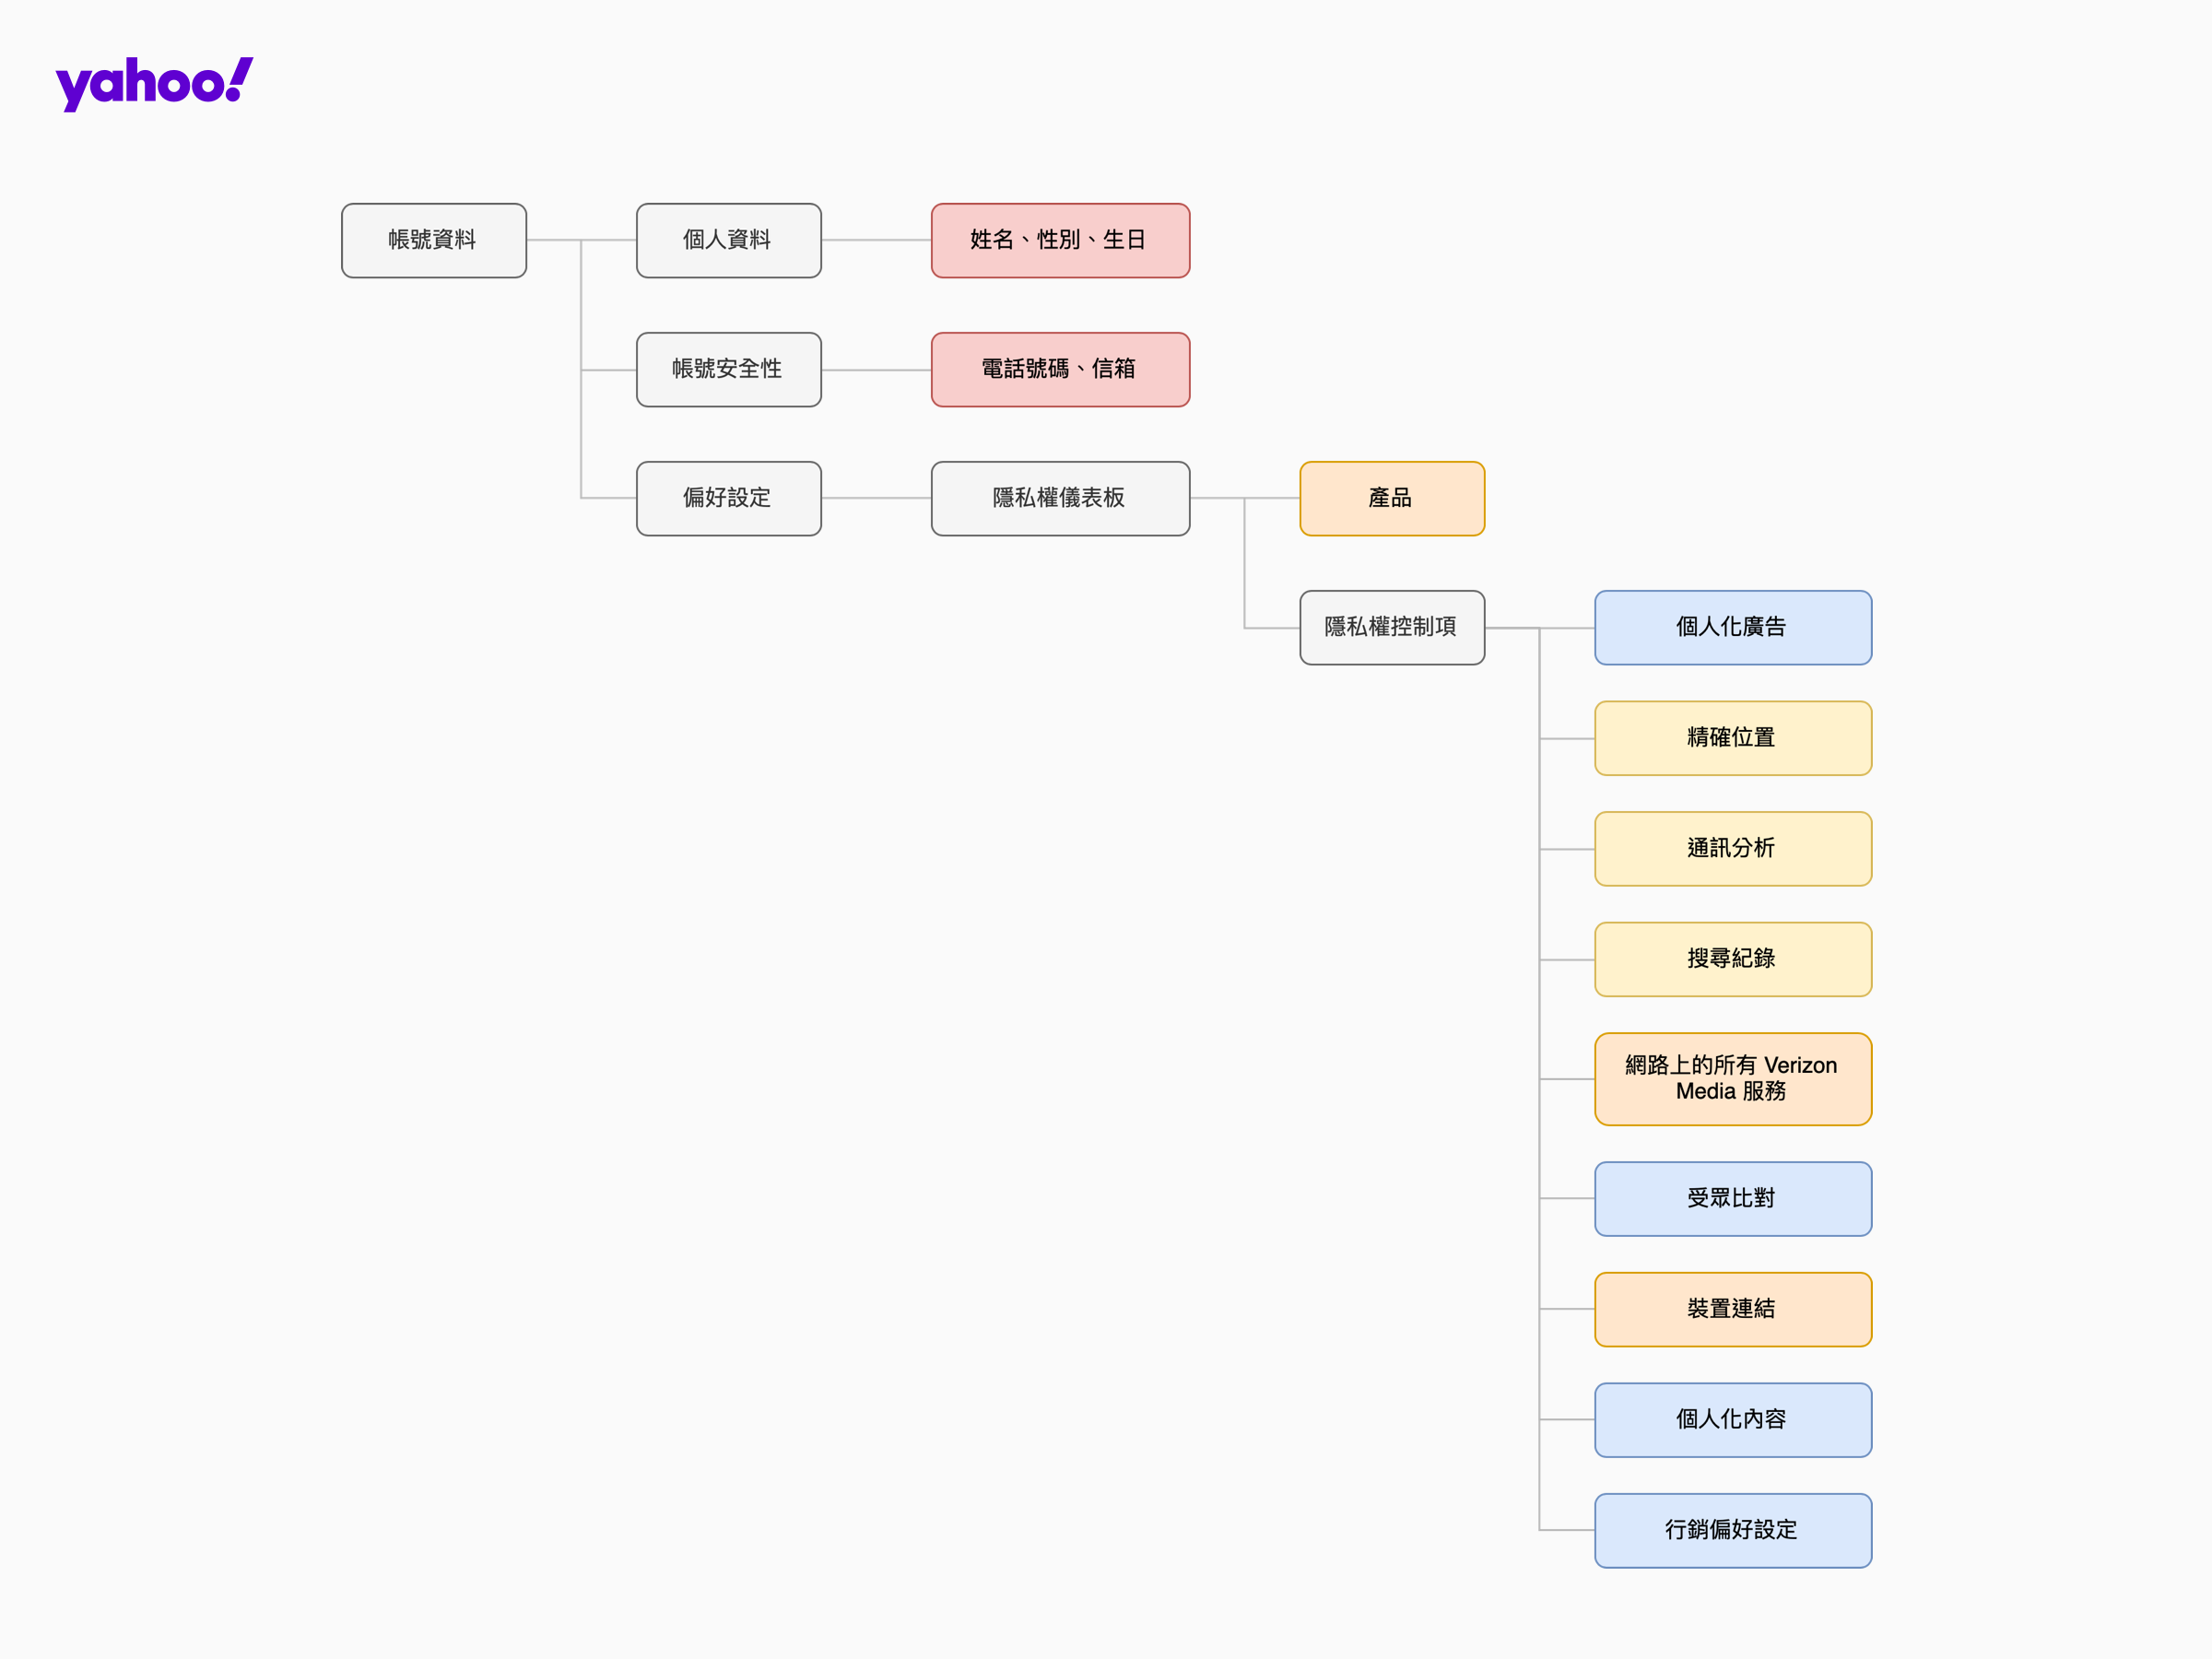 yahoo!
帳號資料
個人資料
姓名、性別、生日
帳號安全性
電話號碼、信箱
偏好設定
隱私權儀表板
產品
隱私權控制項
個人化廣告
精確位置
通訊分析
搜尋紀錄
網路上的所有 Verizon
Media 服務
受眾比對
裝置連結
個人化內容
行銷偏好設定